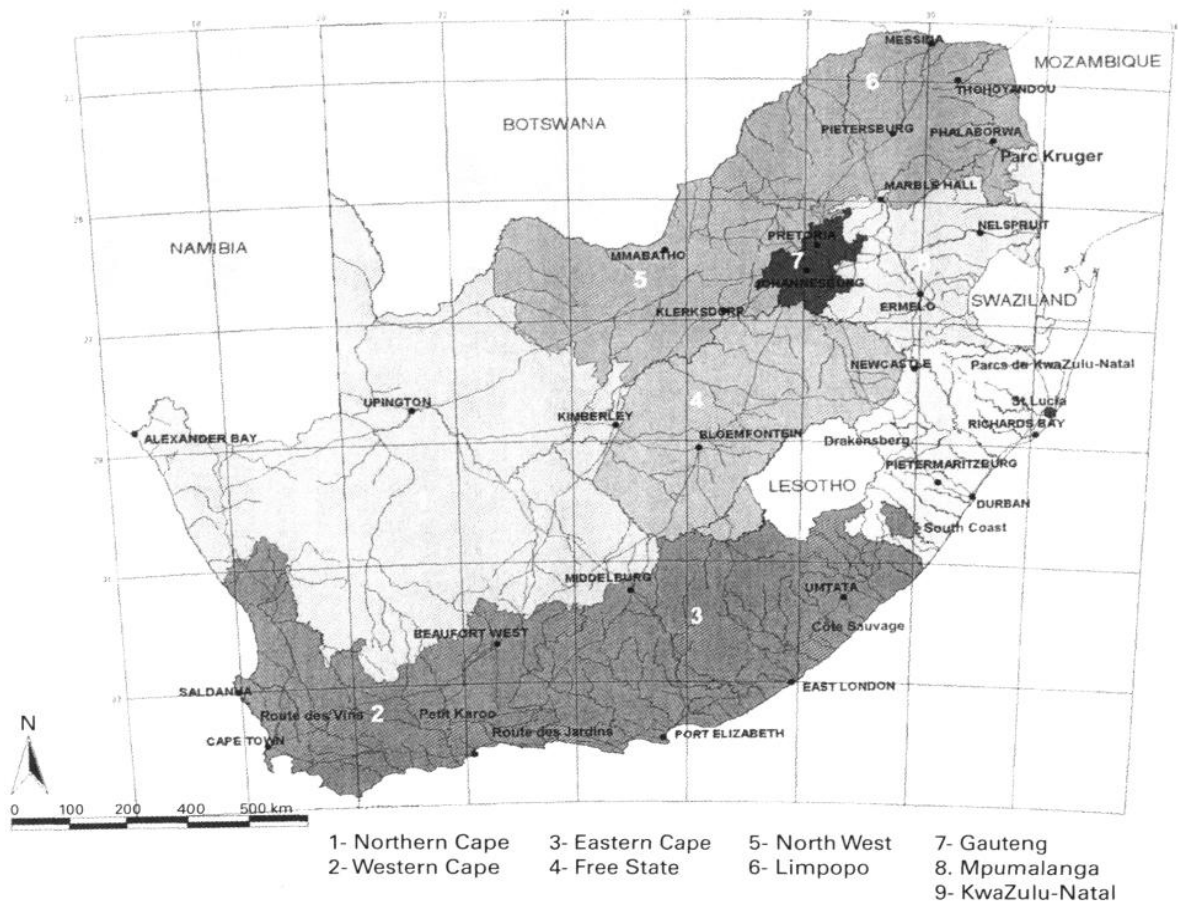 MESSINA
MOZAMBIQUE
6
THOHOYANDOU
BOTSWANA
PIETERSBURG
PHALABORWA
Parc Kruger
MARBLE HALL
NAMIBIA
PRETORIA
NELSPRUIT
MMABATHO
5
7
JOHANNESBURG
SWAZILAND
KLERKSDORP
ERMELO
NEWCASTLE
Parcs de KwaZulu-Natal
UPINGTON
KIMBERLEY
4
St Lucia
RICHARDS BAY
ALEXANDER BAY
BLOEMFONTEIN
Drakensberg
PIETERMARITZBURG
LESOTHO
DURBAN
South Coast
MIDDELBURG
UMTATA
3
Côte Sauvage
BEAUFORT WEST
SALDANHA
EAST LONDON
Route des Vins
2
Petit Karoo
Route des Jardins
CAPE TOWN
PORT ELIZABETH
N
0 100 200 400 500 km
1- Northern Cape
2- Western Cape
3- Eastern Cape
4- Free State
5- North West
6- Limpopo
7- Gauteng
8. Mpumalanga
9- KwaZulu-Natal